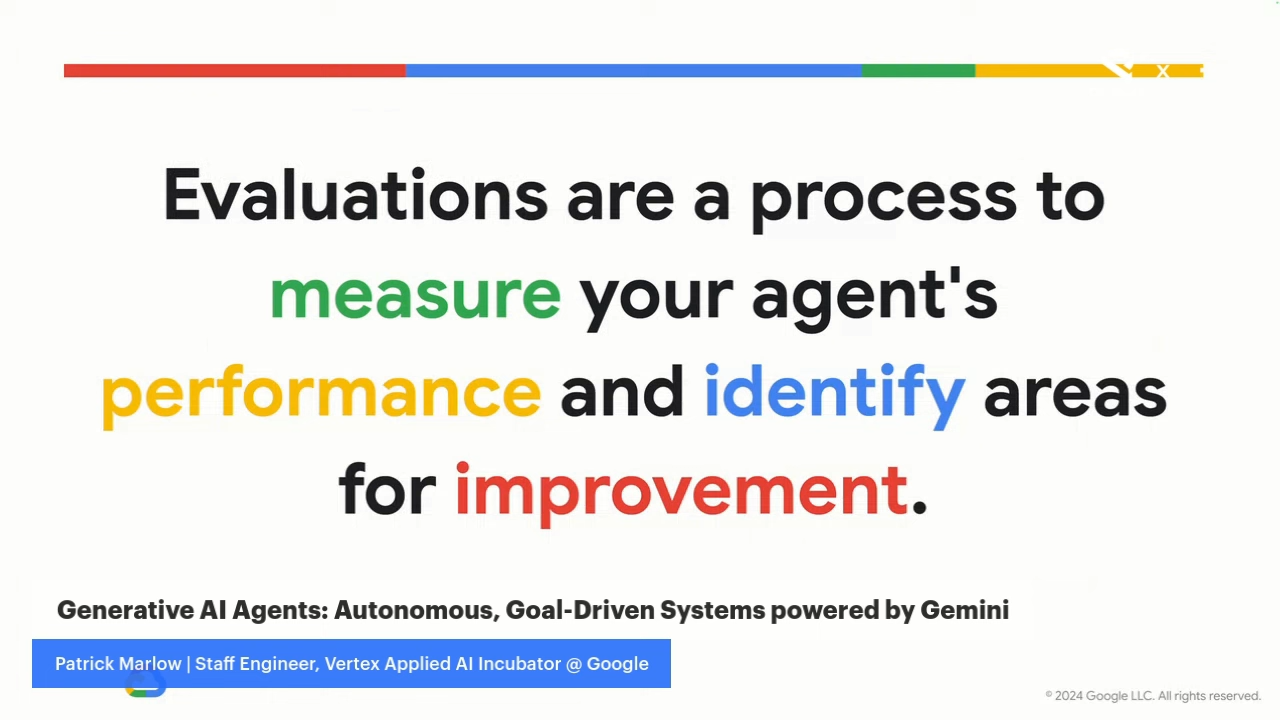 Evaluations are a process to
measure your agent's
performance and identify areas
for improvement.
Generative AI Agents: Autonomous, Goal-Driven Systems powered by Gemini
Patrick Marlow | Staff Engineer, Vertex Applied AI Incubator @ Google
© 2024 Google LLC. All rights reserved.